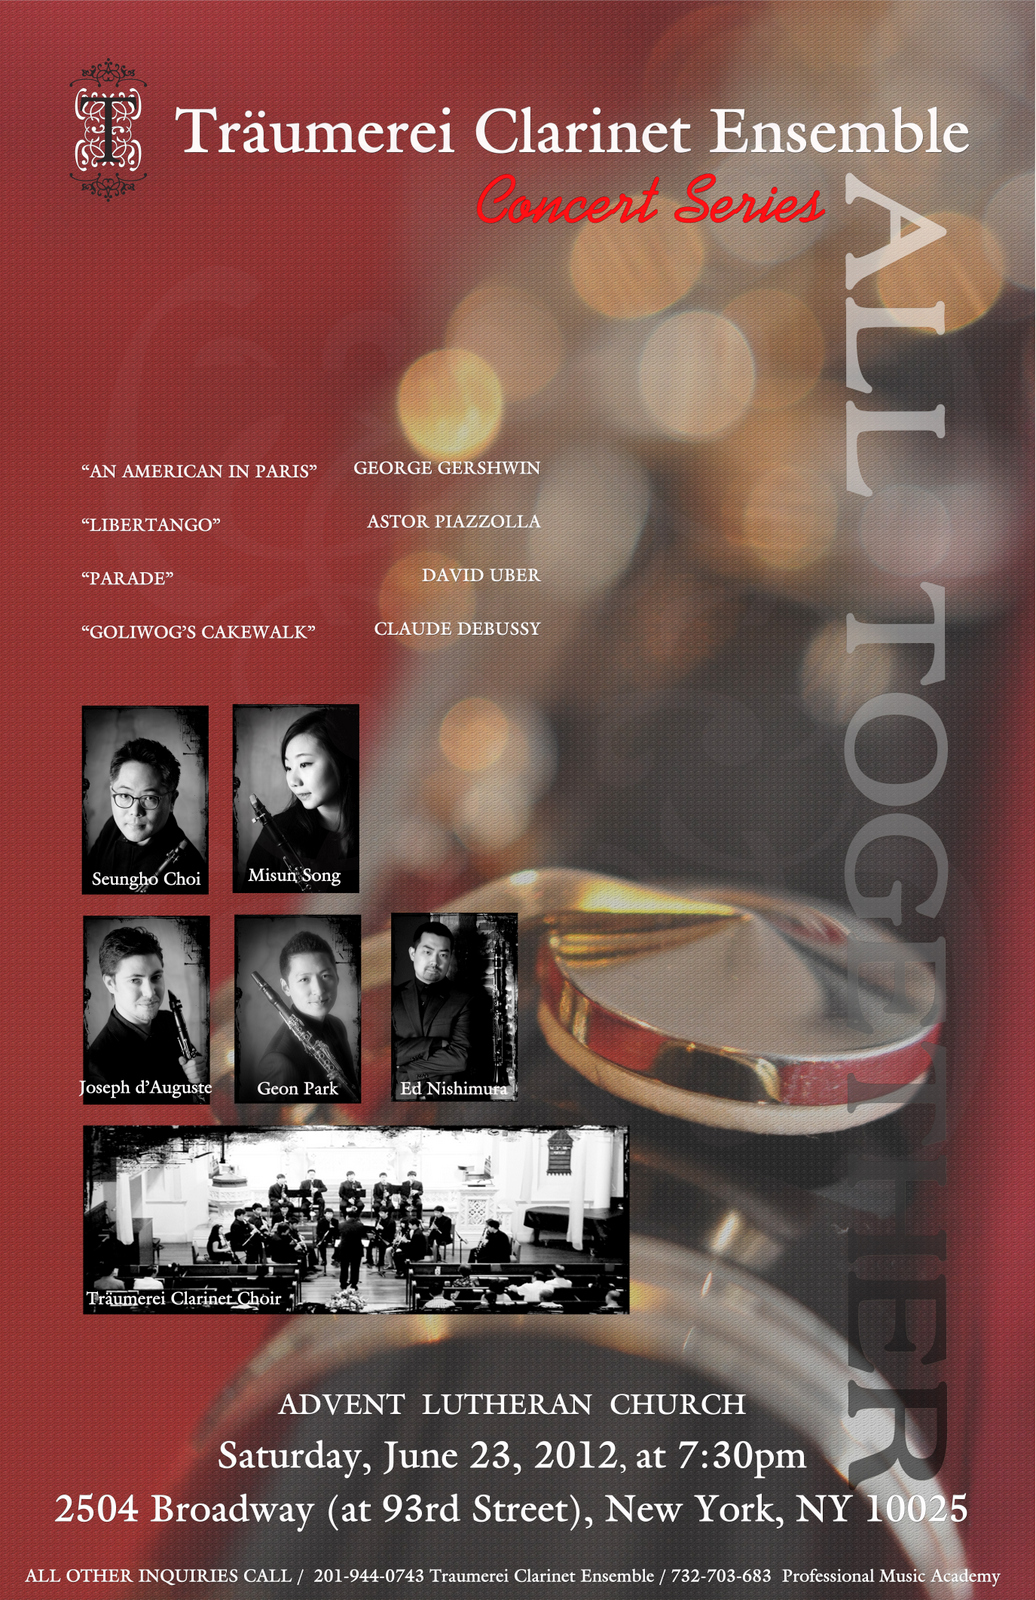 T
Träumerei Clarinet Ensemble
Concert Series
ALL TOGETHER
“AN AMERICAN IN PARIS” GEORGE GERSHWIN
“LIBERTANGO” ASTOR PIAZZOLLA
“PARADE” DAVID UBER
“GOLIWOG’S CAKEWALK” CLAUDE DEBUSSY
Seungho Choi
Misun Song
Joseph d’Auguste
Geon Park
Ed Nishimura
Träumerei Clarinet Choir
ADVENT LUTHERAN CHURCH
Saturday, June 23, 2012, at 7:30pm
2504 Broadway (at 93rd Street), New York, NY 10025
ALL OTHER INQUIRIES CALL / 201-944-0743 Traumerei Clarinet Ensemble / 732-703-683 Professional Music Academy